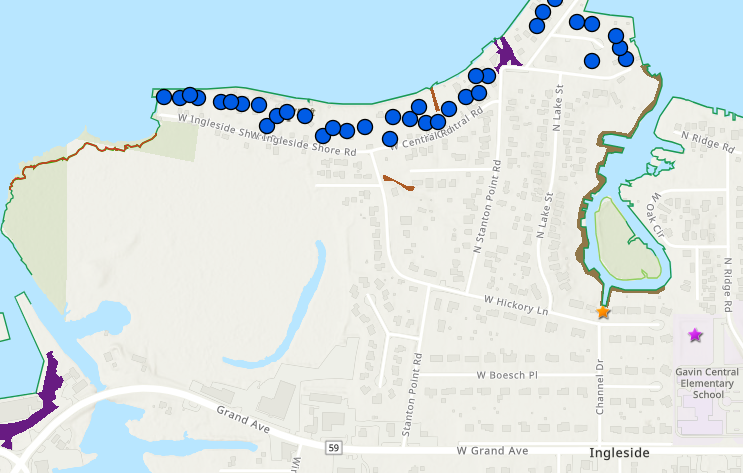 W Ingleside Sh
W Ingleside Shore Rd
W Central Rd
tral Rd
N Lake St
N Ridge Rd
W Oak Cir
N Stanton Point Rd
N Lake St
N Ridge Rd
W Hickory Ln
Gavin Central
Elementary
School
W Boesch Pl
Stanton Point Rd
Channel Dr
Grand Ave
59
W Grand Ave
Ingleside